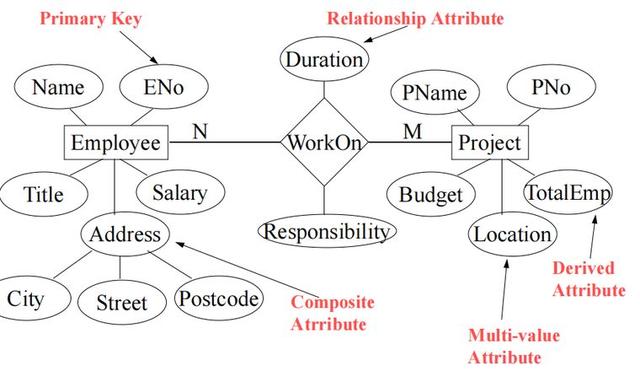 Primary Key
Relationship Attribute
Duration
Name
ENo
PName
PNo
Employee
N
WorkOn
M
Project
Title
Salary
Budget
TotalEmp
Address
Responsibility
Location
City
Street
Postcode
Composite
Atrribute
Derived
Attribute
Multi-value
Attribute